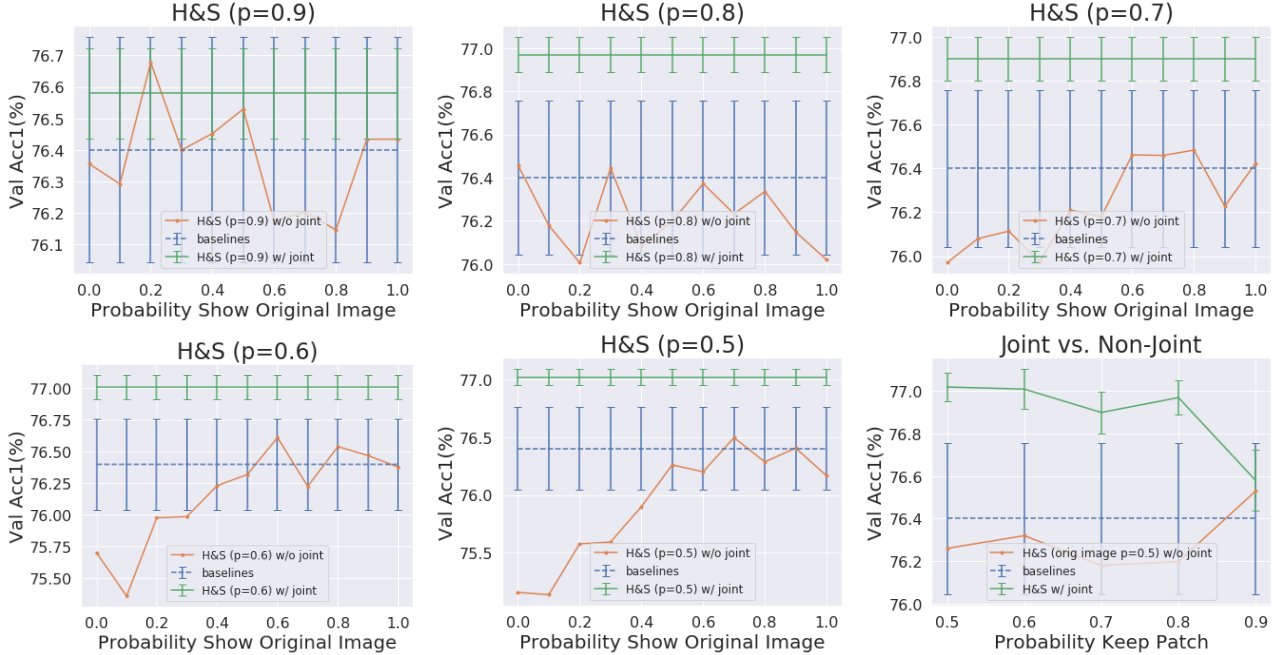 H&S (p=0.9)
Val Acc1(%)
76.7
76.6
76.5
76.4
76.3
76.2
76.1
H&S (p=0.9) w/o joint
baselines
H&S (p=0.9) w/ joint
0.0 0.2 0.4 0.6 0.8 1.0
Probability Show Original Image
H&S (p=0.8)
Val Acc1(%)
77.0
76.8
76.6
76.4
76.2
76.0
H&S (p=0.8) w/o joint
baselines
H&S (p=0.8) w/ joint
0.0 0.2 0.4 0.6 0.8 1.0
Probability Show Original Image
H&S (p=0.7)
Val Acc1(%)
77.0
76.8
76.6
76.4
76.2
76.0
H&S (p=0.7) w/o joint
baselines
H&S (p=0.7) w/ joint
0.0 0.2 0.4 0.6 0.8 1.0
Probability Show Original Image
H&S (p=0.6)
Val Acc1(%)
77.00
76.75
76.50
76.25
76.00
75.75
75.50
H&S (p=0.6) w/o joint
baselines
H&S (p=0.6) w/ joint
0.0 0.2 0.4 0.6 0.8 1.0
Probability Show Original Image
H&S (p=0.5)
Val Acc1(%)
77.0
76.5
76.0
75.5
H&S (p=0.5) w/o joint
baselines
H&S (p=0.5) w/ joint
0.0 0.2 0.4 0.6 0.8 1.0
Probability Show Original Image
Joint vs. Non-Joint
Val Acc1(%)
77.0
76.8
76.6
76.4
76.2
76.0
H&S (orig image p=0.5) w/o joint
baselines
H&S w/ joint
0.5 0.6 0.7 0.8 0.9
Probability Keep Patch